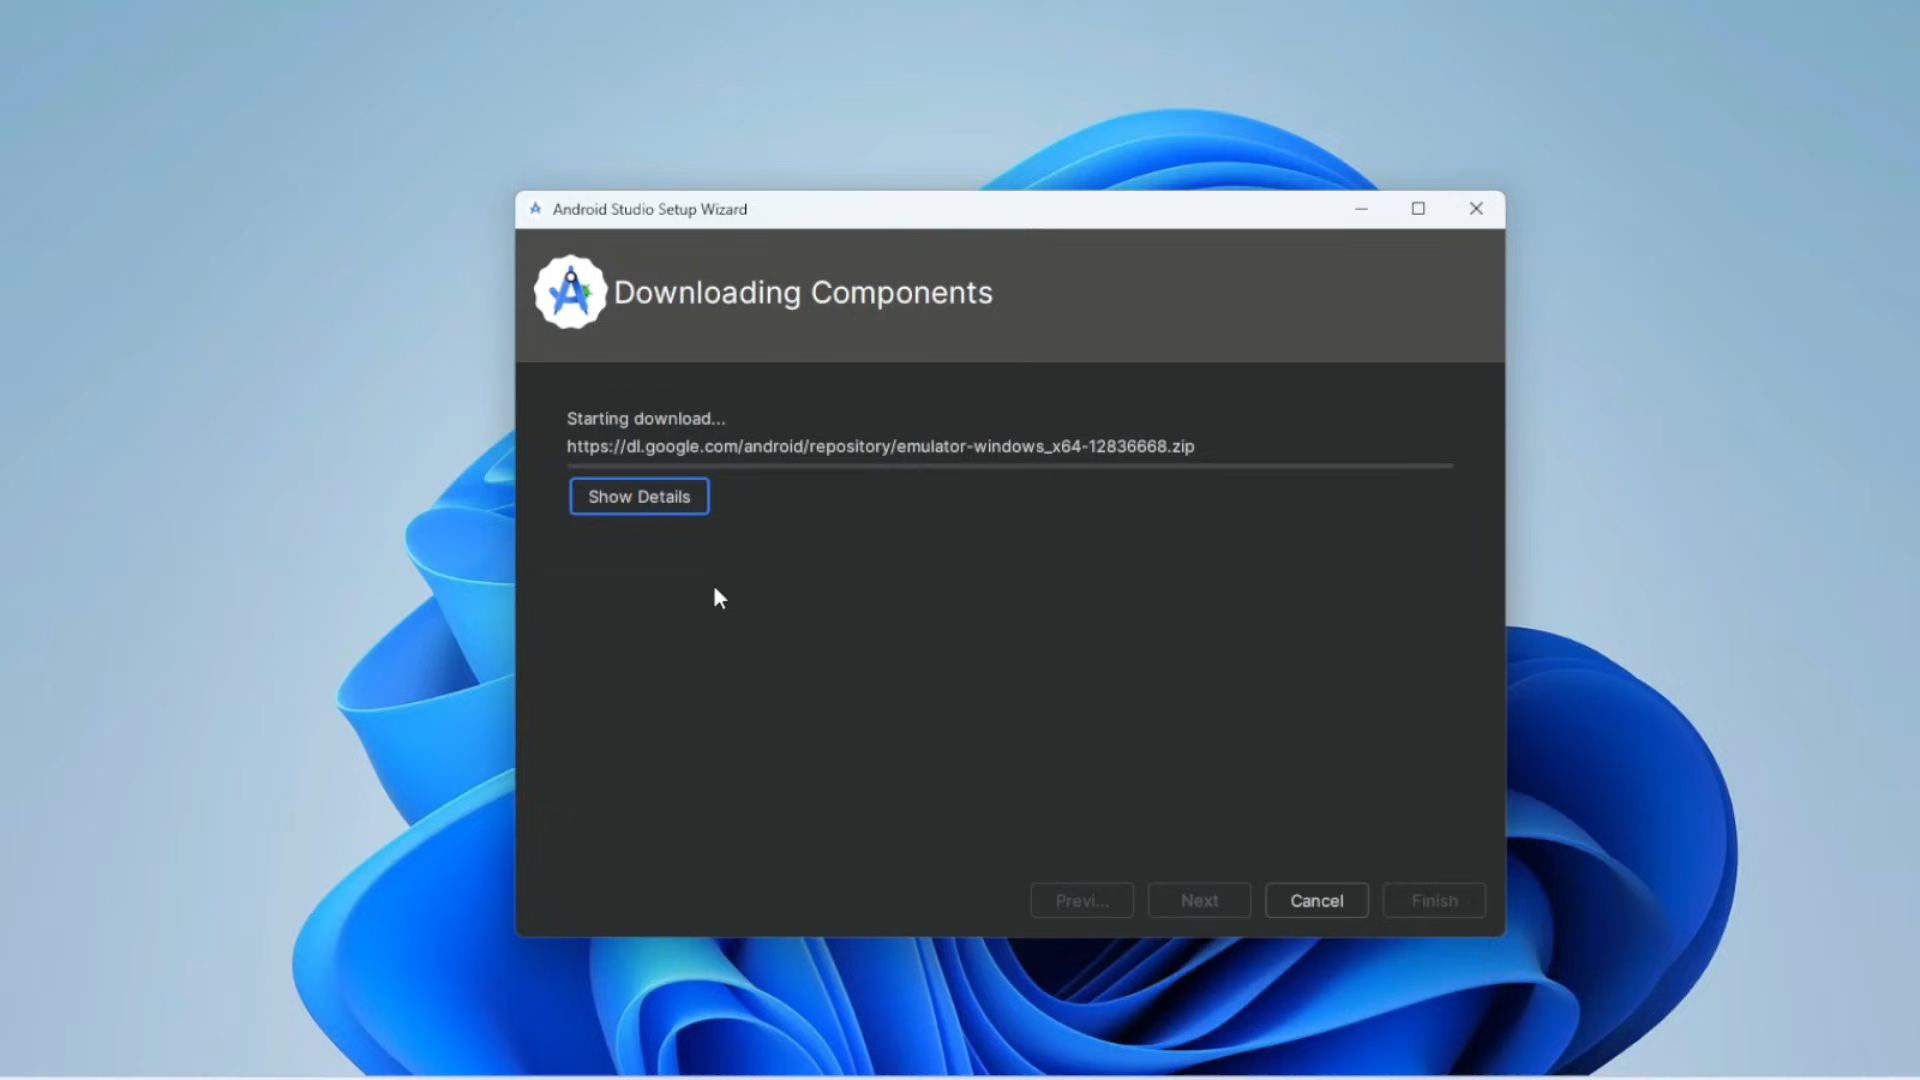 Android Studio Setup Wizard
Downloading Components
Starting download...
https://dl.google.com/android/repository/emulator-windows_x64-12836668.zip
Show Details
Previ...
Next
Cancel
Finish